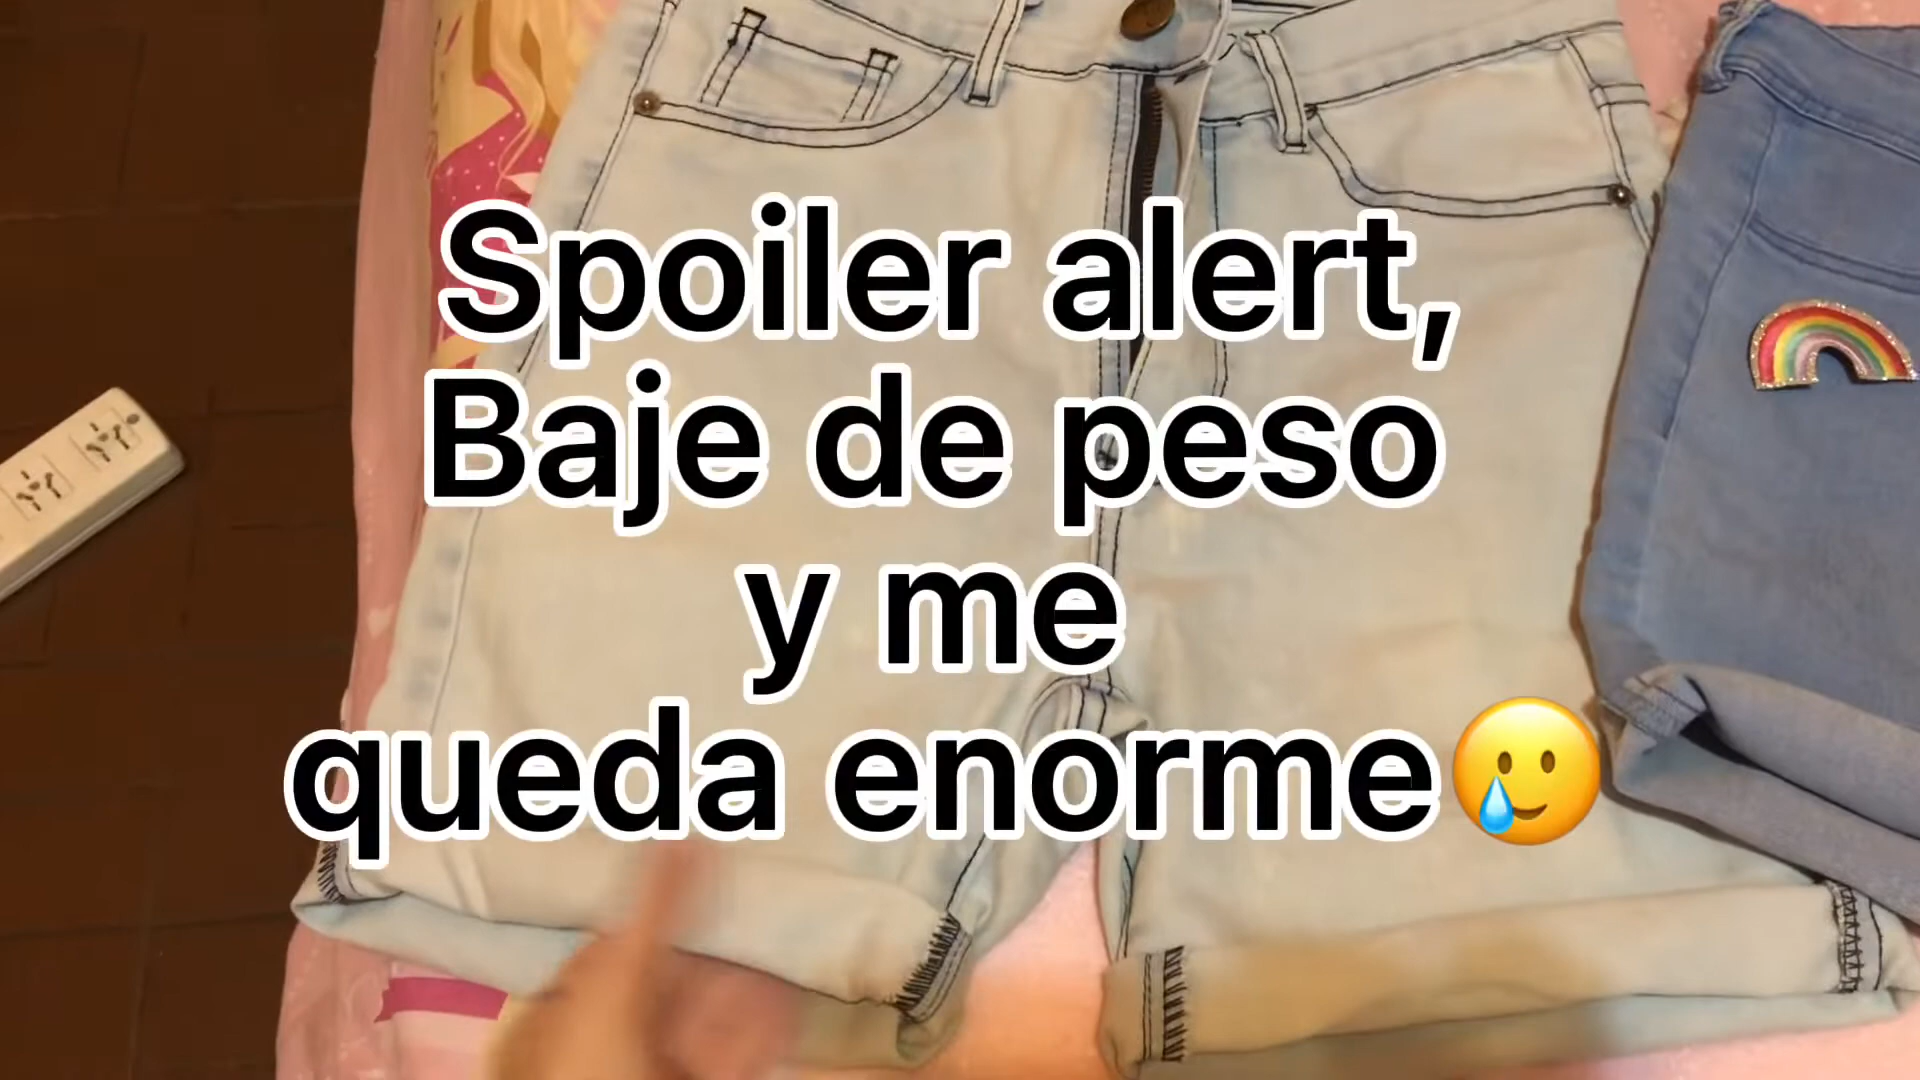 Spoiler alert,
Baje de peso
y me
queda enorme🥲